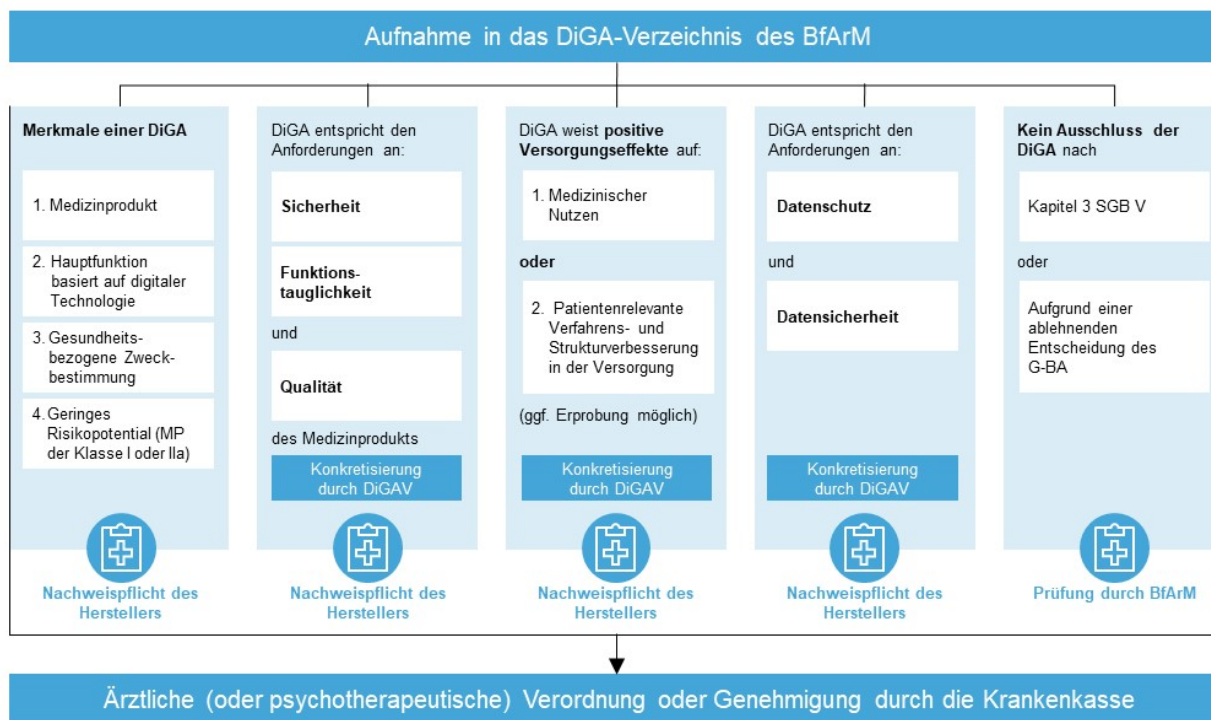 Aufnahme in das DiGA-Verzeichnis des BfArM
Merkmale einer DiGA
1. Medizinprodukt
2. Hauptfunktion
basiert auf digitaler
Technologie
3. Gesundheits-
bezogene Zweck-
bestimmung
4. Geringes
Risikopotential (MP
der Klasse I oder IIa)
Nachweispflicht des
Herstellers
DiGA entspricht den
Anforderungen an:
Sicherheit
Funktions-
tauglichkeit
und
Qualität
des Medizinprodukts
Konkretisierung
durch DiGAV
Nachweispflicht des
Herstellers
DiGA weist positive
Versorgungseffekte auf:
1. Medizinischer
Nutzen
oder
2. Patientenrelevante
Verfahrens- und
Strukturverbesserung
in der Versorgung
(ggf. Erprobung möglich)
Konkretisierung
durch DiGAV
Nachweispflicht des
Herstellers
DiGA entspricht den
Anforderungen an:
Datenschutz
und
Datensicherheit
Konkretisierung
durch DiGAV
Nachweispflicht des
Herstellers
Kein Ausschluss der
DiGA nach
Kapitel 3 SGB V
oder
Aufgrund einer
ablehnenden
Entscheidung des
G-BA
Prüfung durch BfArM
Ärztliche (oder psychotherapeutische) Verordnung oder Genehmigung durch die Krankenkasse